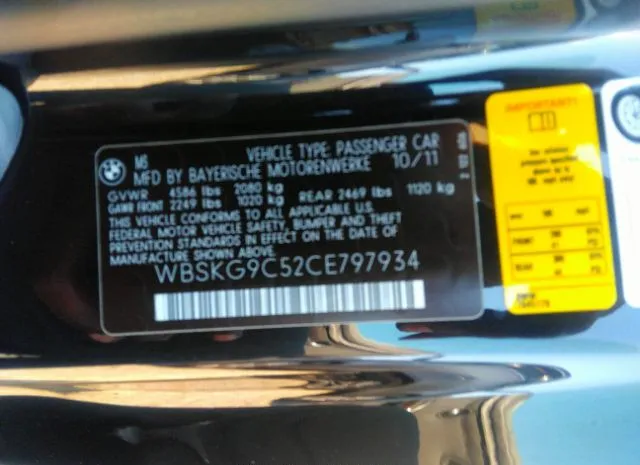 VEHICLE TYPE: PASSENGER CAR
MFD BY BAYERISCHE MOTORENWERKE 10/11
GVWR 4586 lbs 2080 kg
GAWR FRONT 2249 lbs 1020 kg REAR 2469 lbs 1120 kg
THIS VEHICLE CONFORMS TO ALL APPLICABLE U.S.
FEDERAL MOTOR VEHICLE SAFETY, BUMPER AND THEFT
PREVENTION STANDARDS IN EFFECT ON THE DATE OF
MANUFACTURE SHOWN ABOVE.
WBSKG9C52CE797934
IMPORTANT!
FRONT
REAR